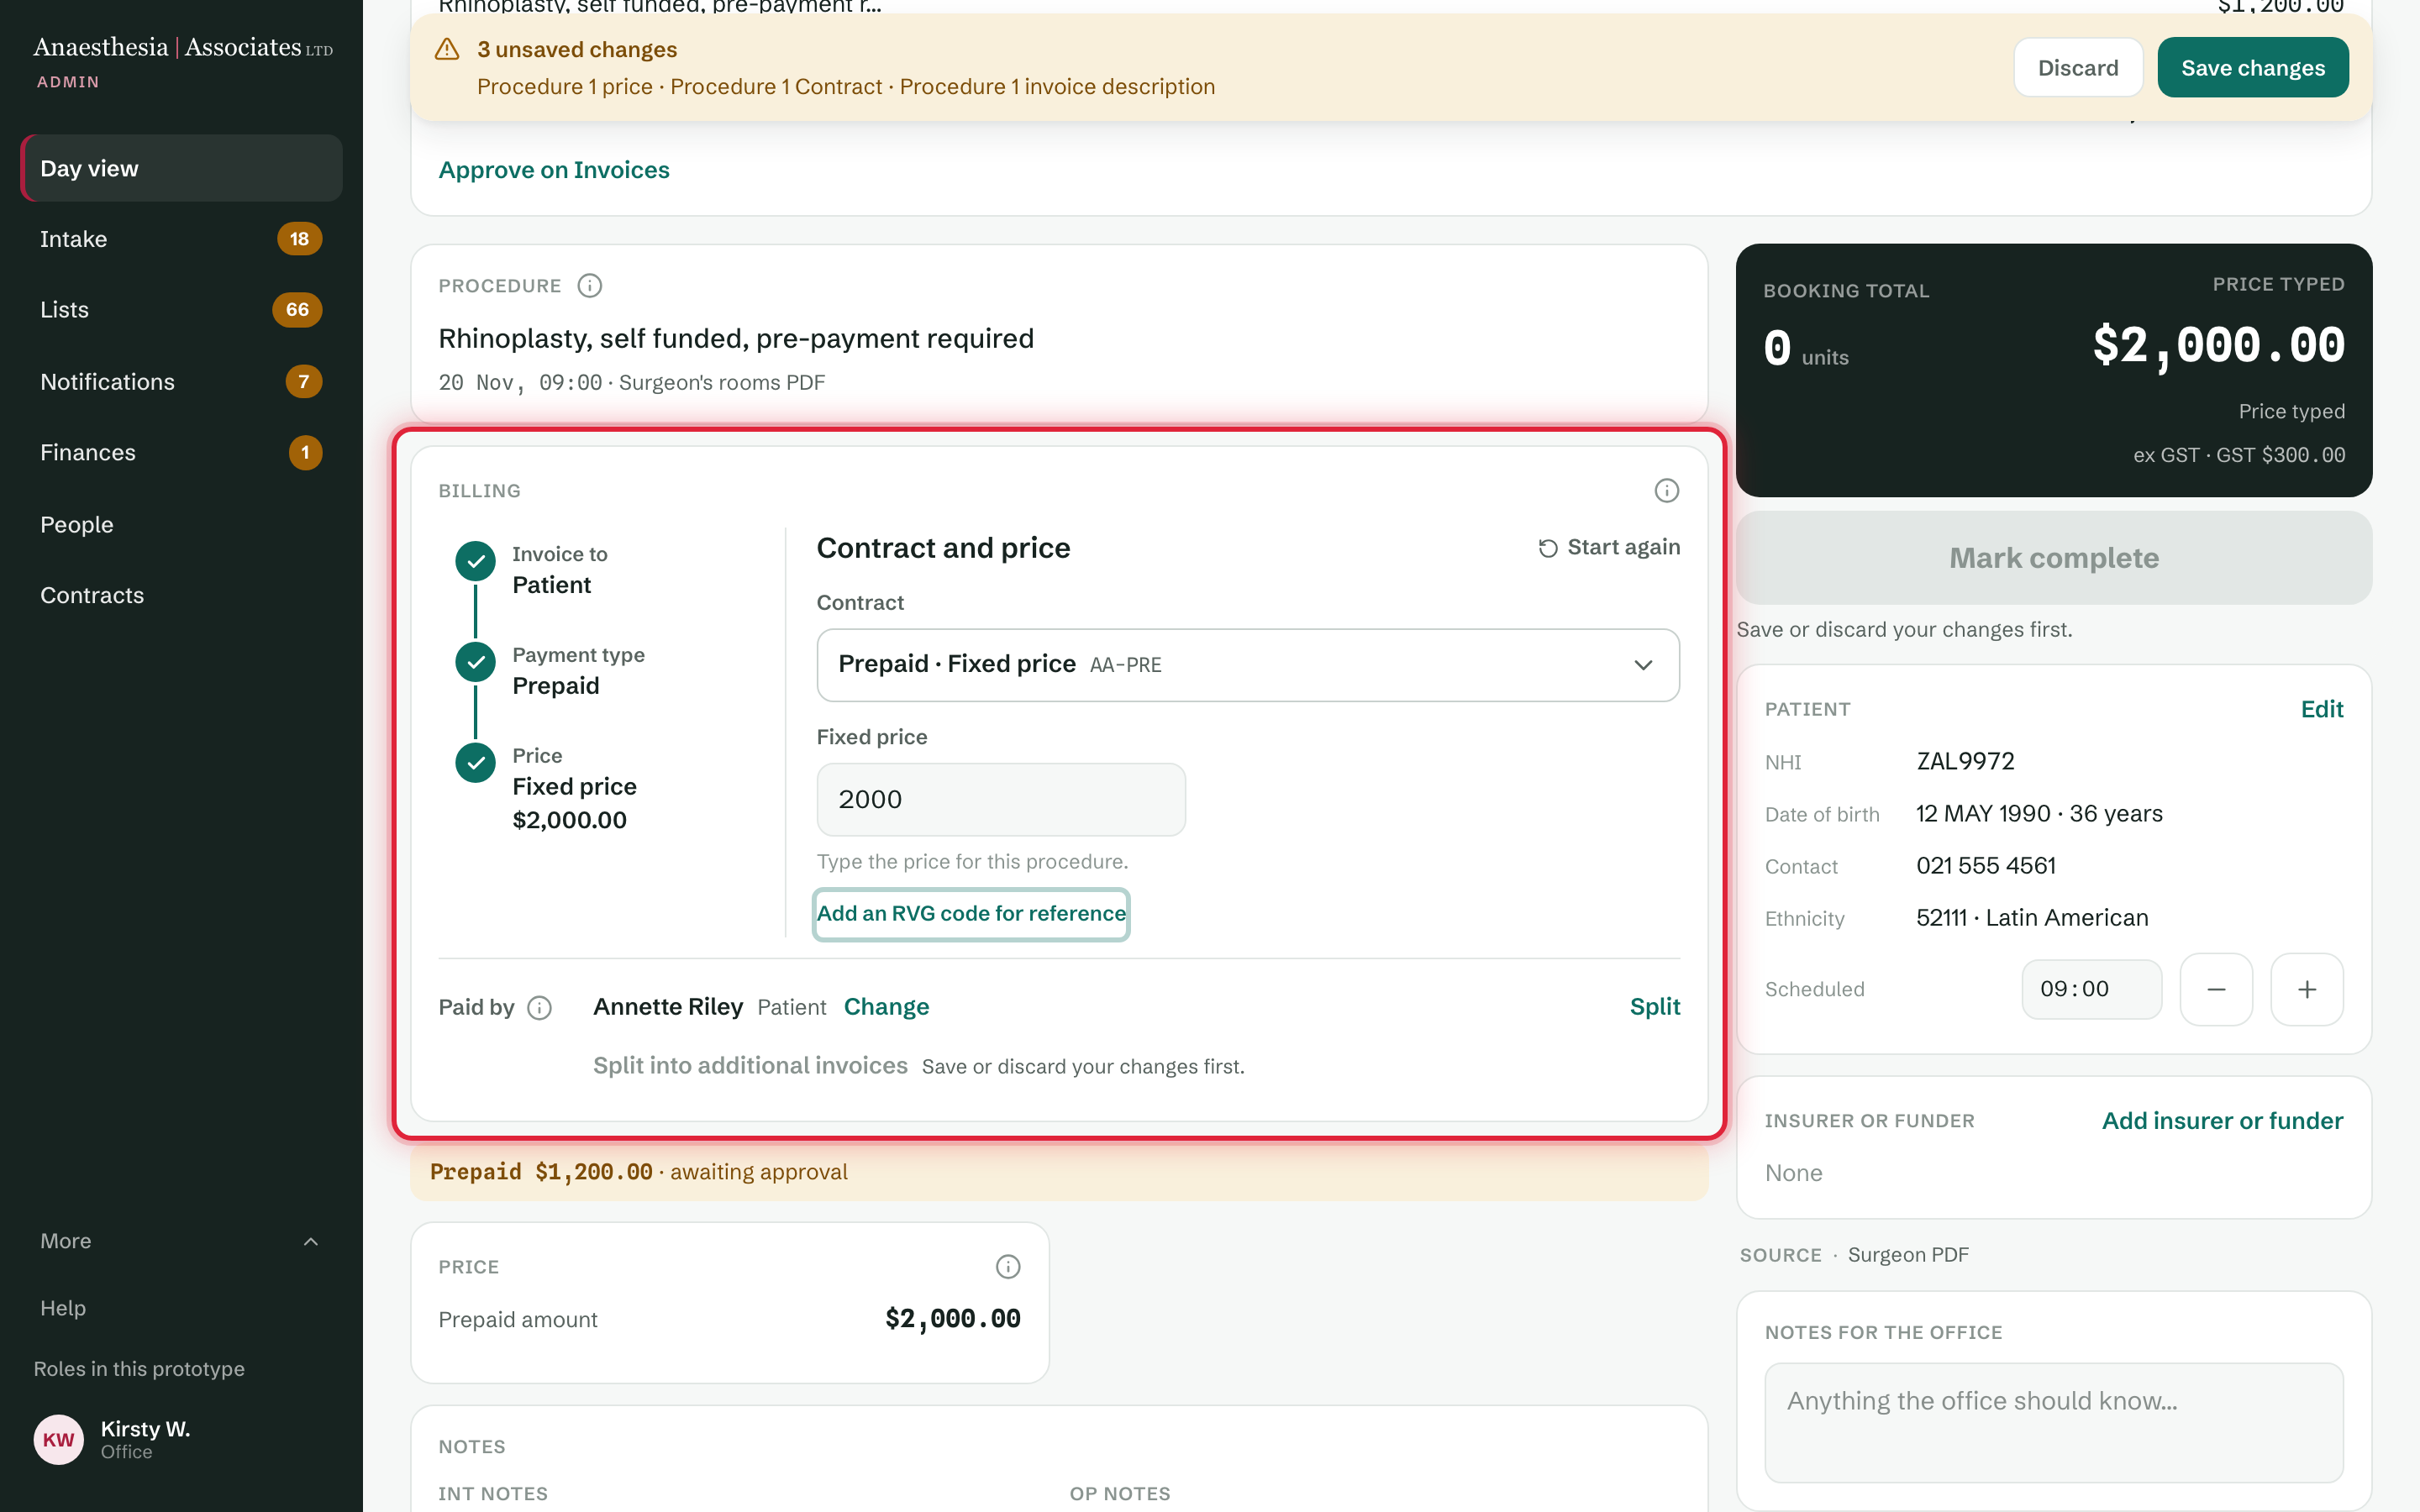 Anaesthesia | Associates LTD
ADMIN
Day view
Intake 18
Lists 66
Notifications 7
Finances 1
People
Contracts
More
Help
Roles in this prototype
KW
Kirsty W.
Office
Rhinoplasty, self funded, pre-payment r... $1,200.00
3 unsaved changes
Procedure 1 price · Procedure 1 Contract · Procedure 1 invoice description
Discard
Save changes
Approve on Invoices
PROCEDURE
Rhinoplasty, self funded, pre-payment required
20 Nov, 09:00 · Surgeon's rooms PDF
BILLING
Invoice to
Patient
Payment type
Prepaid
Price
Fixed price
$2,000.00
Contract and price
Start again
Contract
Prepaid · Fixed price AA-PRE
Fixed price
2000
Type the price for this procedure.
Add an RVG code for reference
Paid by Annette Riley Patient Change Split
Split into additional invoices Save or discard your changes first.
Prepaid $1,200.00 · awaiting approval
PRICE
Prepaid amount $2,000.00
NOTES
INT NOTES OP NOTES
BOOKING TOTAL PRICE TYPED
0 units $2,000.00
Price typed
ex GST · GST $300.00
Mark complete
Save or discard your changes first.
PATIENT Edit
NHI ZAL9972
Date of birth 12 MAY 1990 · 36 years
Contact 021 555 4561
Ethnicity 52111 · Latin American
Scheduled 09:00 − +
INSURER OR FUNDER Add insurer or funder
None
SOURCE · Surgeon PDF
NOTES FOR THE OFFICE
Anything the office should know...